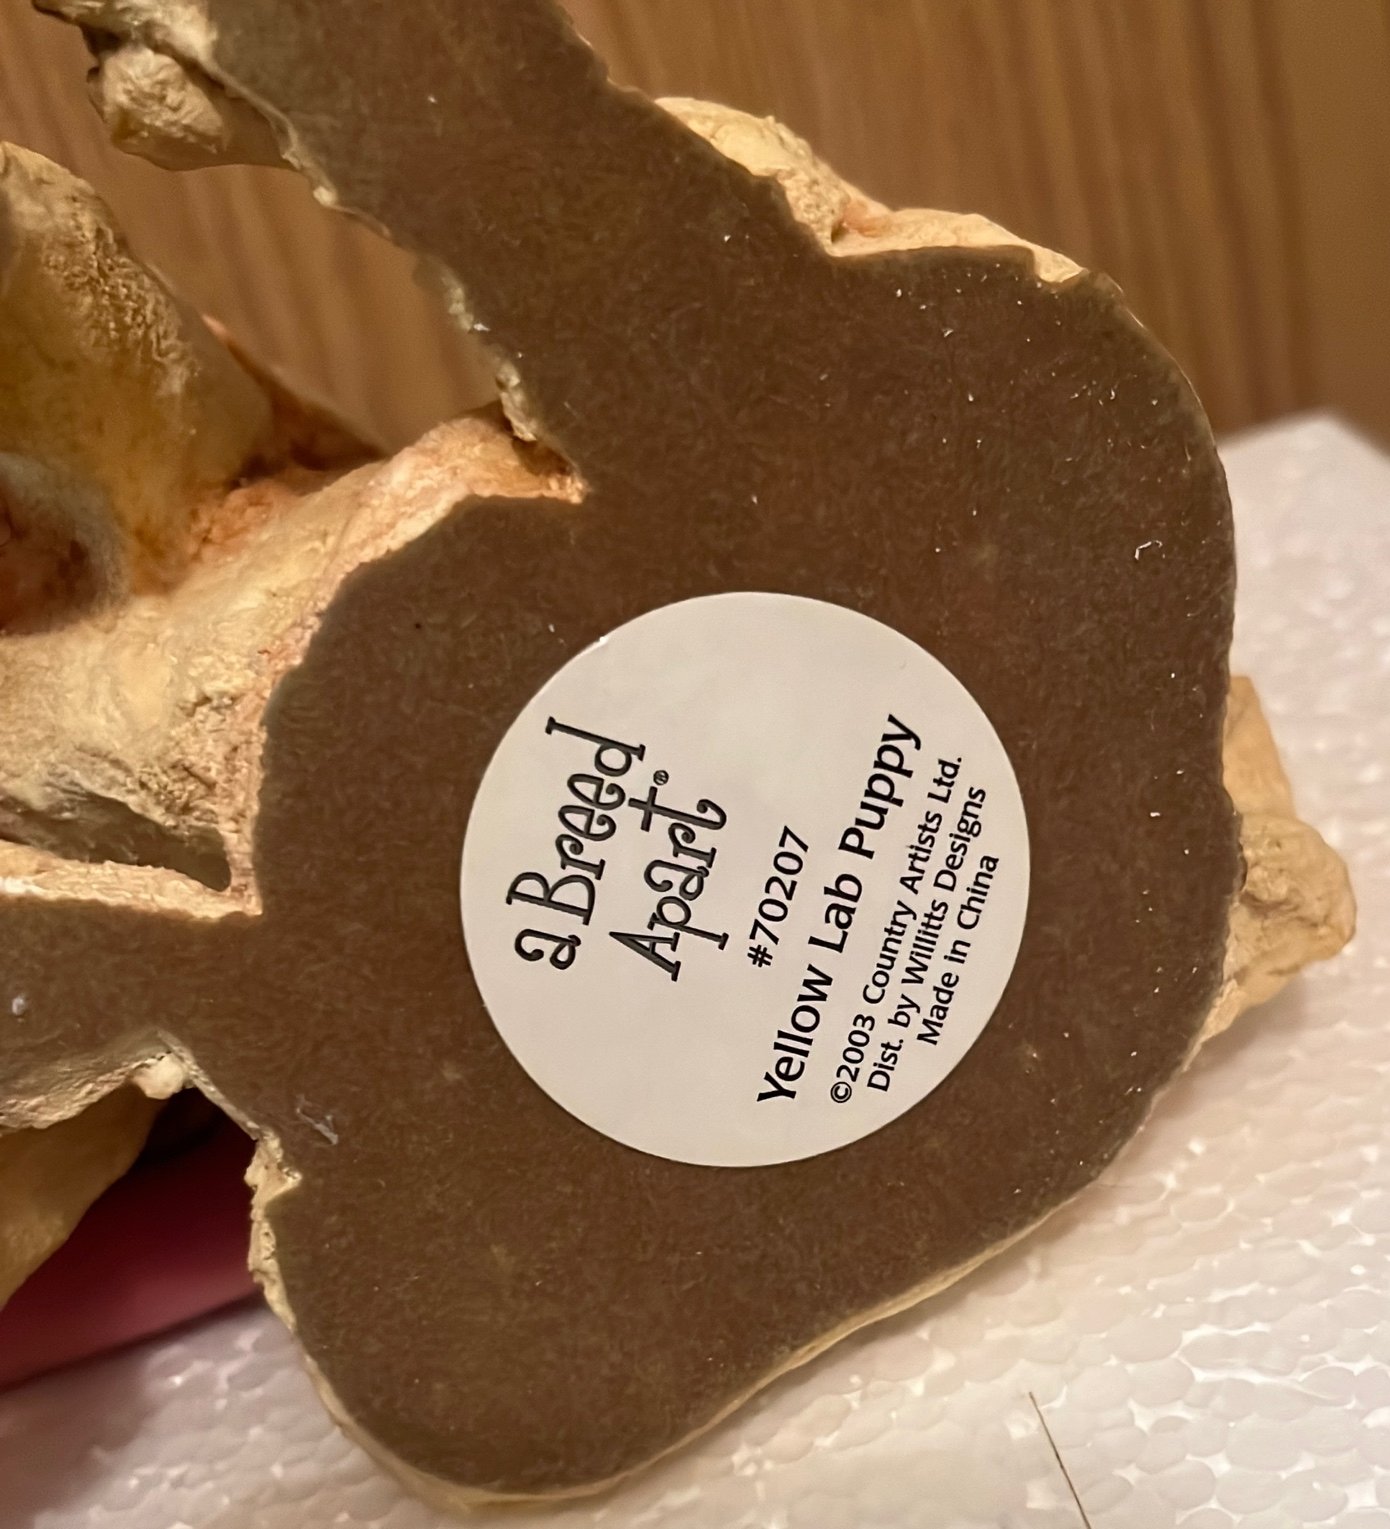 a Breed
Apart®
#70207
Yellow Lab Puppy
©2003 Country Artists Ltd.
Dist. by Willitts Designs
Made in China